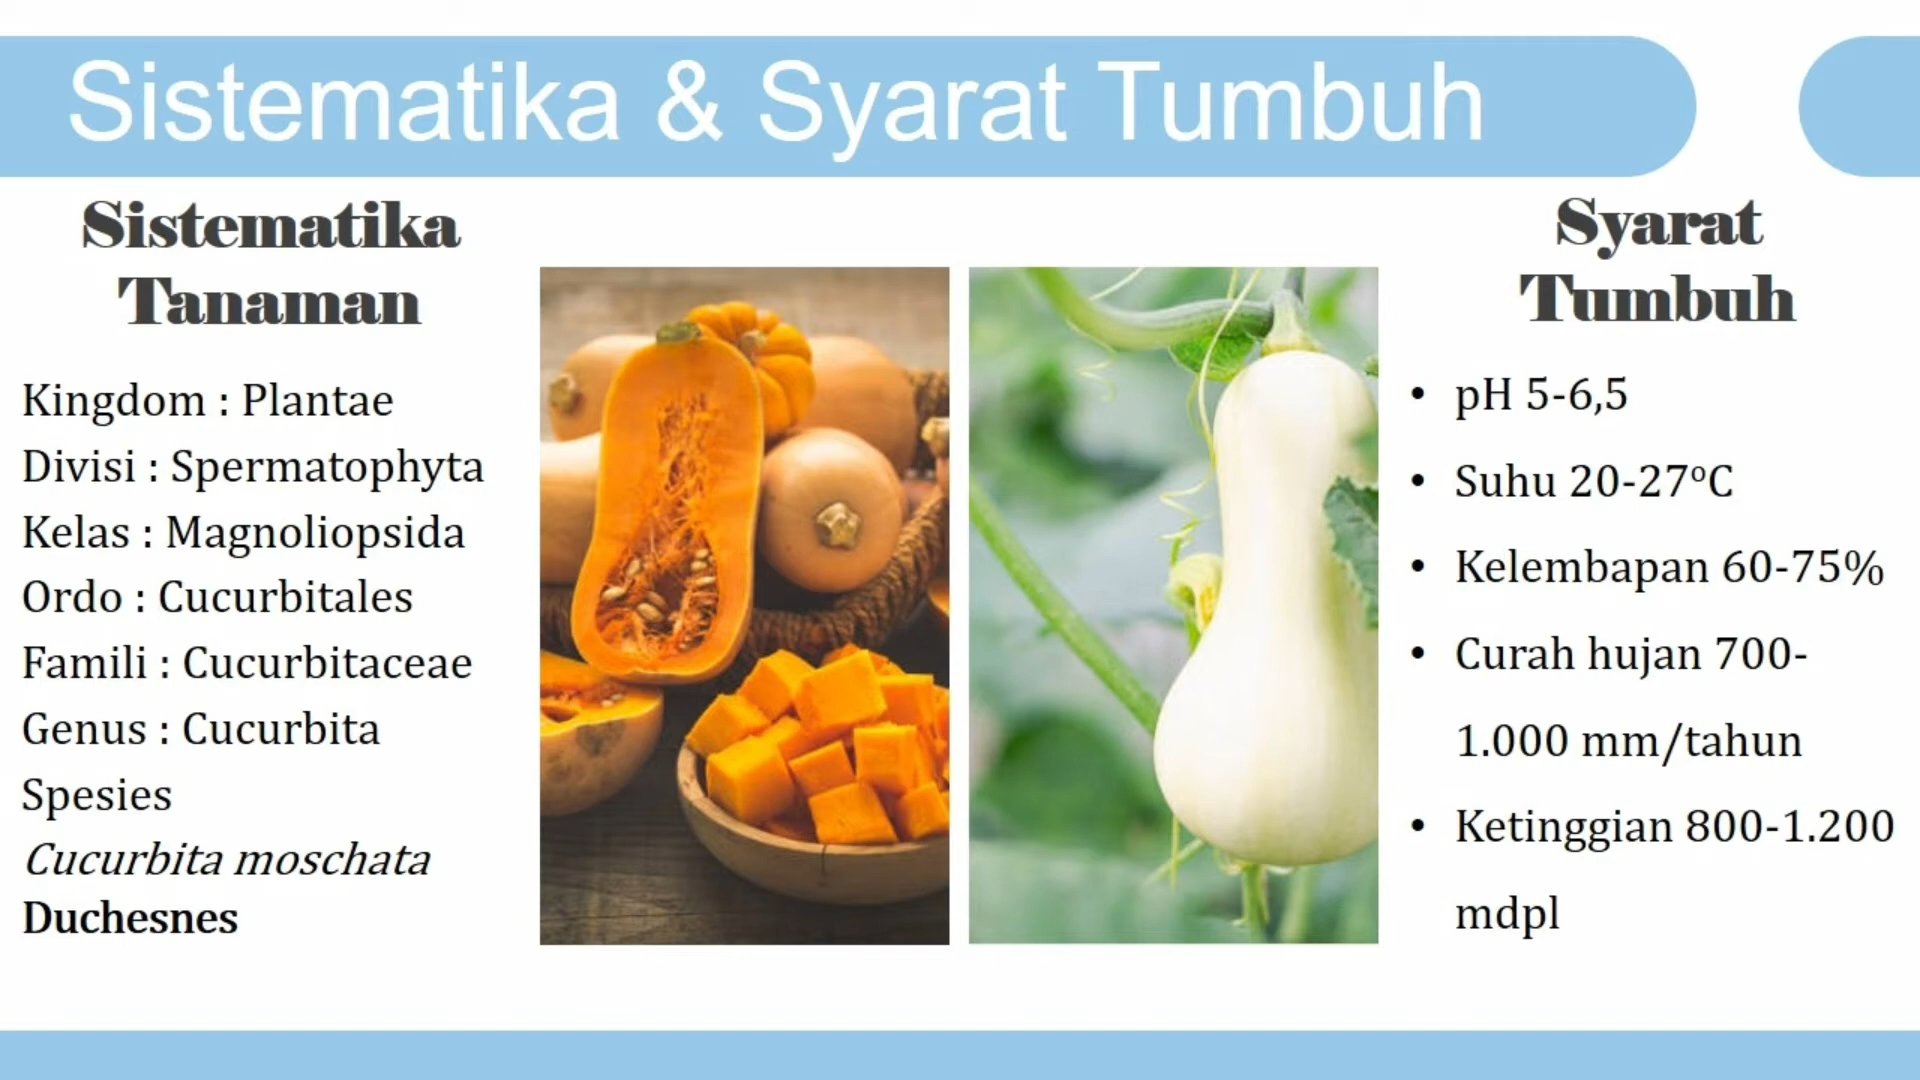 Sistematika & Syarat Tumbuh
Sistematika
Tanaman
Kingdom : Plantae
Divisi : Spermatophyta
Kelas : Magnoliopsida
Ordo : Cucurbitales
Famili : Cucurbitaceae
Genus : Cucurbita
Spesies
Cucurbita moschata
Duchesnes
Syarat
Tumbuh
• pH 5-6,5
• Suhu 20-27°C
• Kelembapan 60-75%
• Curah hujan 700-
1.000 mm/tahun
• Ketinggian 800-1.200
mdpl